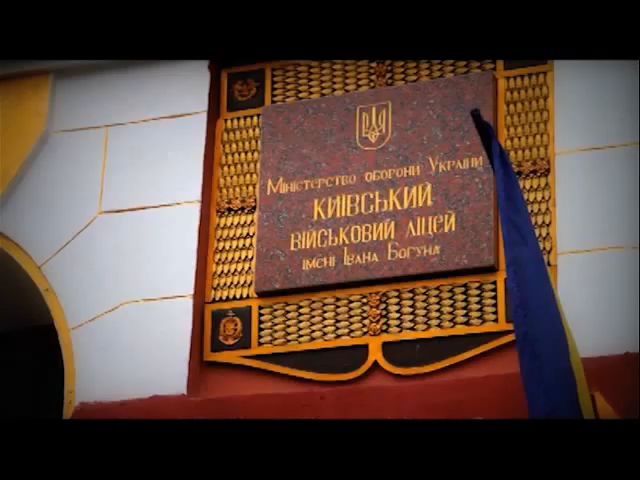 Міністерство оборони України
КИЇВСЬКИЙ
ВІЙСЬКОВИЙ ЛІЦЕЙ
імені Івана Богуна